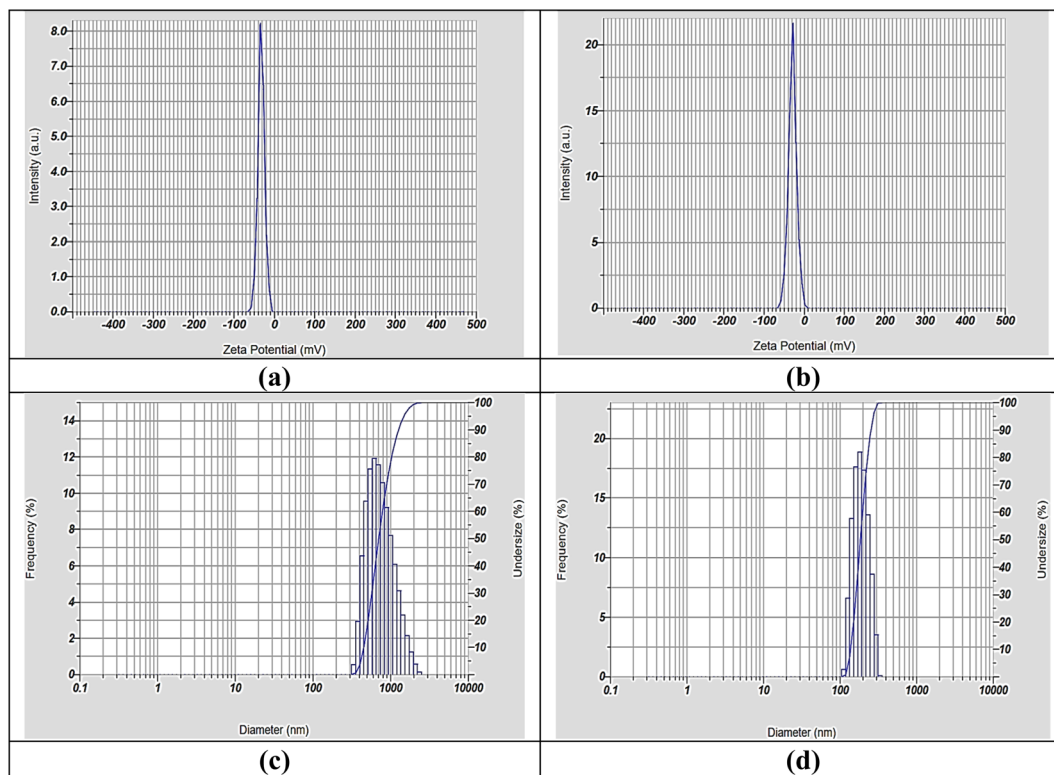 8.0
7.0
6.0
5.0
4.0
3.0
2.0
1.0
0.0
Intensity (a.u.)
-400 -300 -200 -100 0 100 200 300 400 500
Zeta Potential (mV)
(a)
20
15
10
5
0
Intensity (a.u.)
-400 -300 -200 -100 0 100 200 300 400 500
Zeta Potential (mV)
(b)
14
12
10
8
6
4
2
0
Frequency (%)
100
90
80
70
60
50
40
30
20
10
Undersize (%)
0.1 1 10 100 1000 10000
Diameter (nm)
(c)
20
15
10
5
0
Frequency (%)
100
90
80
70
60
50
40
30
20
10
Undersize (%)
0.1 1 10 100 1000 10000
Diameter (nm)
(d)